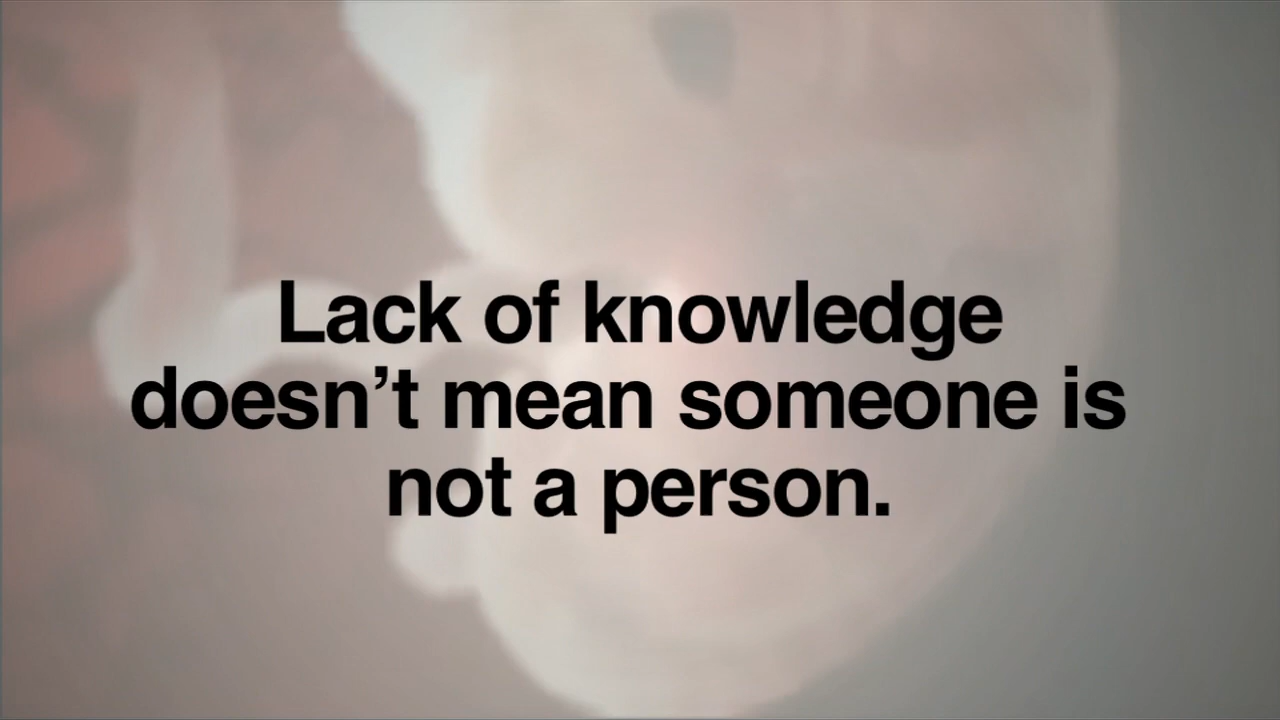 Lack of knowledge
doesn’t mean someone is
not a person.